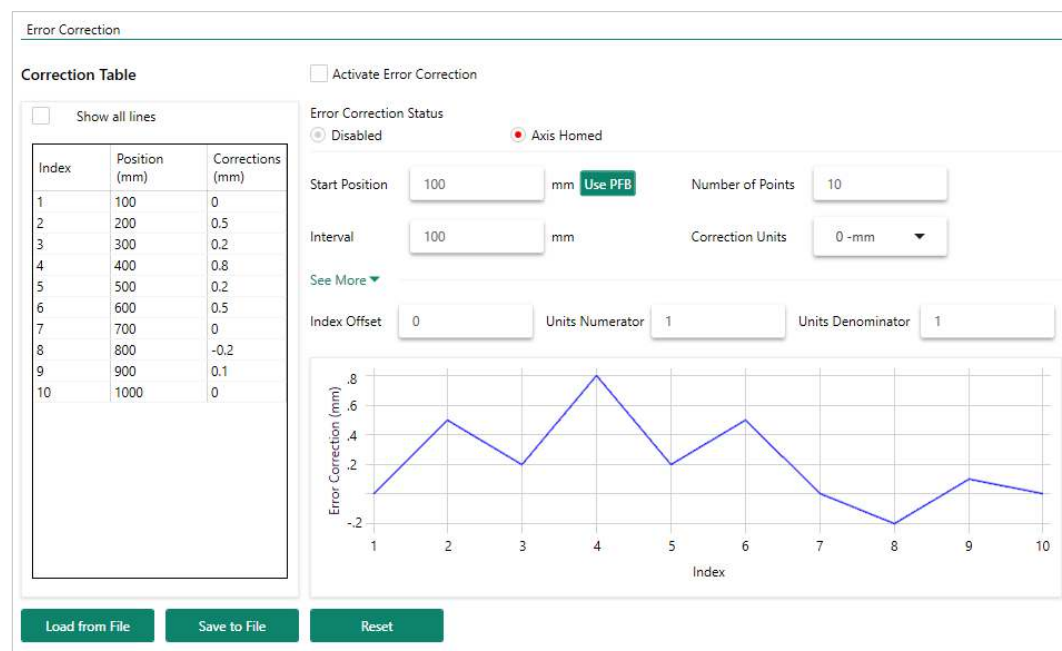 Error Correction
Correction Table
Activate Error Correction
Show all lines
Error Correction Status
Disabled Axis Homed
Index Position (mm) Corrections (mm)
1 100 0
2 200 0.5
3 300 0.2
4 400 0.8
5 500 0.2
6 600 0.5
7 700 0
8 800 -0.2
9 900 0.1
10 1000 0
Start Position 100 mm Use PFB Number of Points 10
Interval 100 mm Correction Units 0 -mm
See More
Index Offset 0 Units Numerator 1 Units Denominator 1
Error Correction (mm)
.8
.6
.4
.2
-.2
1 2 3 4 5 6 7 8 9 10
Index
Load from File Save to File Reset